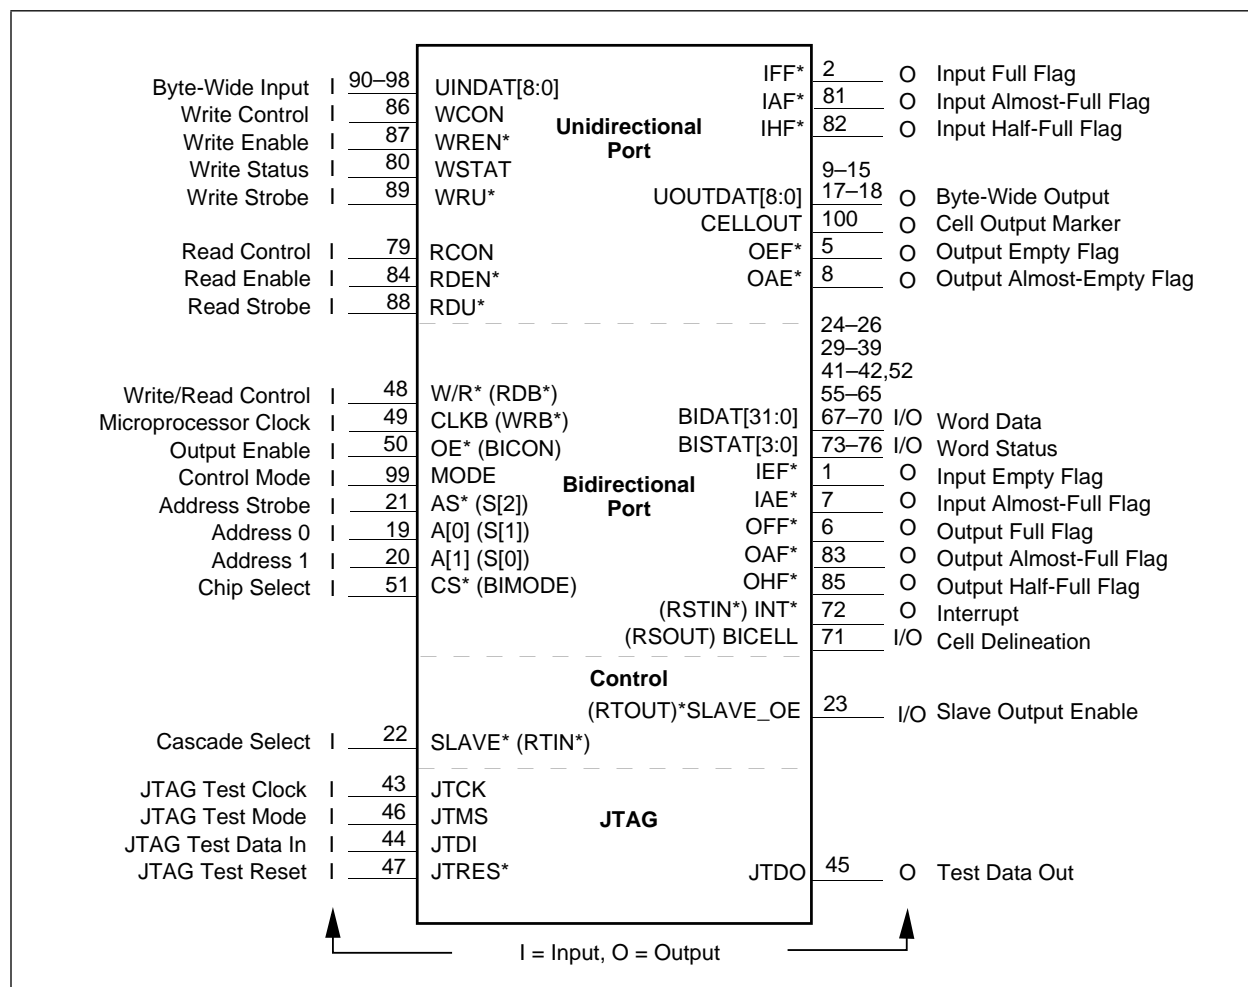 Byte-Wide Input I 90–98 UINDAT[8:0]
Write Control I 86 WCON
Write Enable I 87 WREN*
Write Status I 80 WSTAT
Write Strobe I 89 WRU*
Read Control I 79 RCON
Read Enable I 84 RDEN*
Read Strobe I 88 RDU*
Unidirectional
Port
IFF* 2 O Input Full Flag
IAF* 81 O Input Almost-Full Flag
IHF* 82 O Input Half-Full Flag
9–15
UOUTDAT[8:0] 17–18 O Byte-Wide Output
CELLOUT 100 O Cell Output Marker
OEF* 5 O Output Empty Flag
OAE* 8 O Output Almost-Empty Flag
Write/Read Control I 48 W/R* (RDB*)
Microprocessor Clock I 49 CLKB (WRB*)
Output Enable I 50 OE* (BICON)
Control Mode I 99 MODE
Address Strobe I 21 AS* (S[2])
Address 0 I 19 A[0] (S[1])
Address 1 I 20 A[1] (S[0])
Chip Select I 51 CS* (BIMODE)
Bidirectional
Port
24–26
29–39
41–42,52
55–65
BIDAT[31:0] 67–70 I/O Word Data
BISTAT[3:0] 73–76 I/O Word Status
IEF* 1 O Input Empty Flag
IAE* 7 O Input Almost-Full Flag
OFF* 6 O Output Full Flag
OAF* 83 O Output Almost-Full Flag
OHF* 85 O Output Half-Full Flag
(RSTIN*) INT* 72 O Interrupt
(RSOUT) BICELL 71 I/O Cell Delineation
Control
(RTOUT)*SLAVE_OE 23 I/O Slave Output Enable
Cascade Select I 22 SLAVE* (RTIN*)
JTAG Test Clock I 43 JTCK
JTAG Test Mode I 46 JTMS
JTAG Test Data In I 44 JTDI
JTAG Test Reset I 47 JTRES*
JTAG
JTDO 45 O Test Data Out
I = Input, O = Output